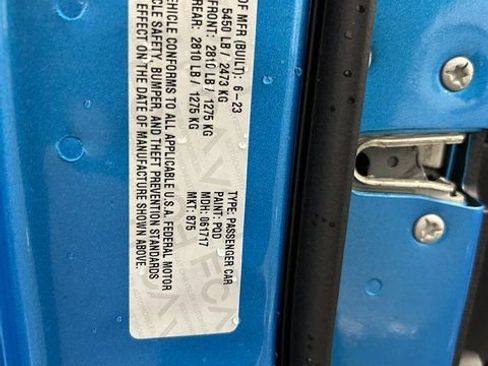 OF MFR (BUILT): 6-23
5450 LB / 2473 KG
FRONT: 2810 LB / 1275 KG
REAR: 2810 LB / 1275 KG
VEHICLE CONFORMS TO ALL APPLICABLE U.S.A. FEDERAL MOTOR
VEHICLE SAFETY, BUMPER, AND THEFT PREVENTION STANDARDS
EFFECT ON THE DATE OF MANUFACTURE SHOWN ABOVE.
TYPE: PASSENGER CAR
PAINT: PQD
MDH: 061717
MKT: 875
FCA